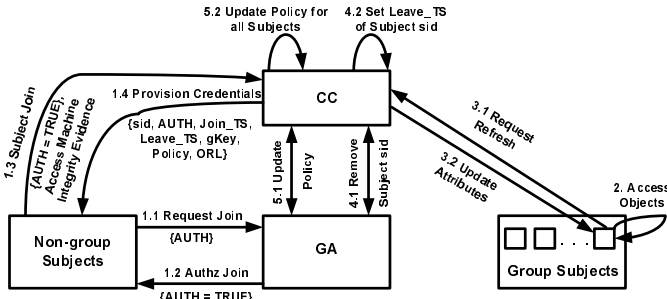 5.2 Update Policy for
all Subjects
4.2 Set Leave_TS
of Subject sid
1.3 Subject Join
{AUTH = TRUE},
Access Machine
Integrity Evidence
1.4 Provision Credentials
{sid, AUTH, Join_TS,
Leave_TS, gKey,
Policy, ORL}
CC
3.1 Request
Refresh
3.2 Update
Attributes
5.1 Update
Policy
4.1 Remove
Subject sid
2. Access
Objects
Non-group
Subjects
1.1 Request Join
{AUTH}
GA
1.2 Authz Join
{AUTH = TRUE}
. . .
Group Subjects